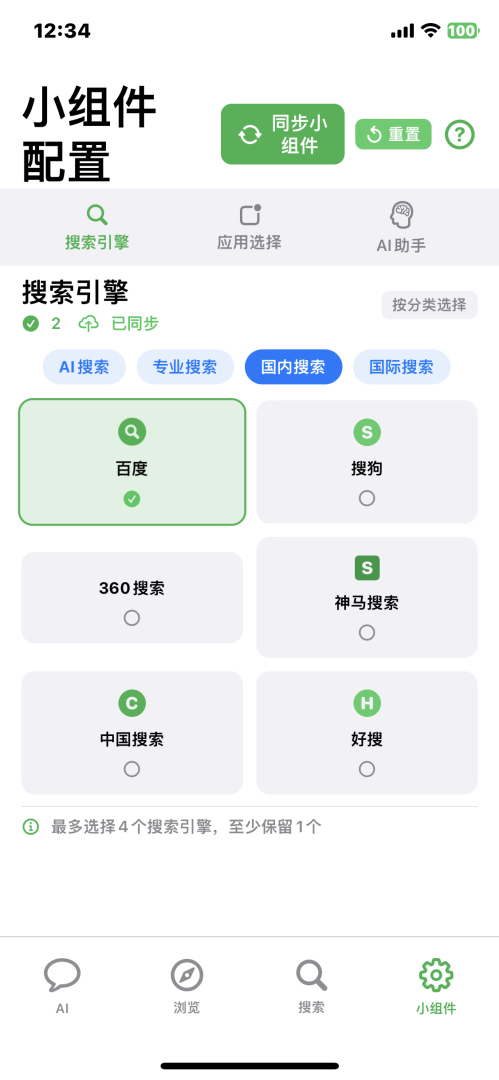 12:34
100
小组件
配置
同步小
组件
重置
?
搜索引擎
应用选择
AI助手
搜索引擎
2
已同步
按分类选择
AI搜索
专业搜索
国内搜索
国际搜索
百度
S
搜狗
360搜索
S
神马搜索
C
中国搜索
H
好搜
最多选择4个搜索引擎，至少保留1个
AI
浏览
搜索
小组件